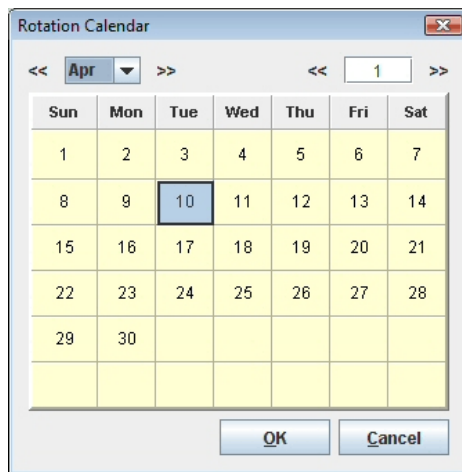 Rotation Calendar
<< Apr >> << 1 >>
Sun Mon Tue Wed Thu Fri Sat
1 2 3 4 5 6 7
8 9 10 11 12 13 14
15 16 17 18 19 20 21
22 23 24 25 26 27 28
29 30
OK Cancel